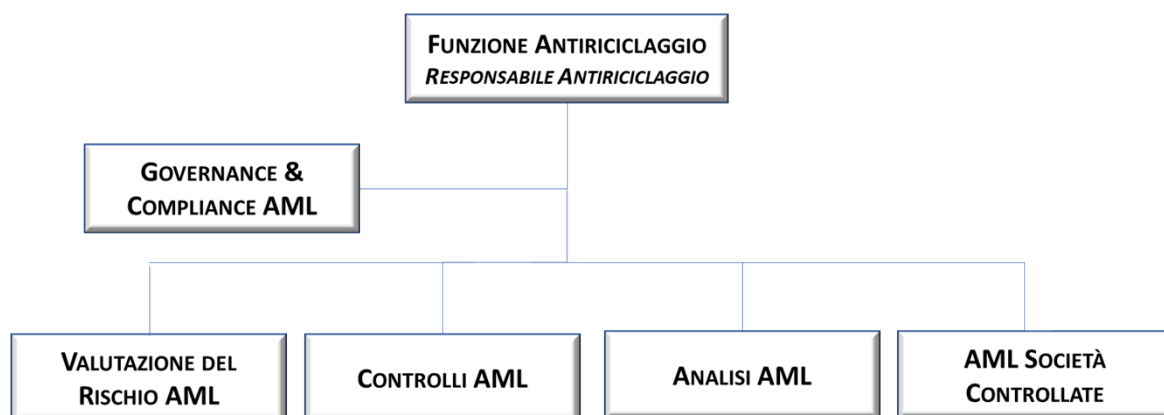 Funzione Antiriciclaggio
Responsabile Antiriciclaggio
Governance &
Compliance AML
Valutazione del
Rischio AML
Controlli AML
Analisi AML
AML Società
Controllate